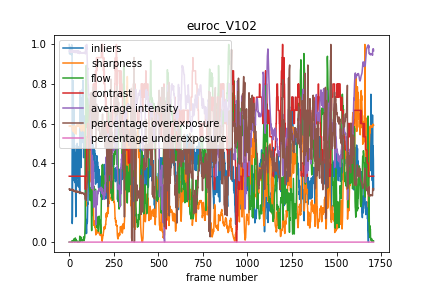 euroc_V102
inliers
sharpness
flow
contrast
average intensity
percentage overexposure
percentage underexposure
1.0
0.8
0.6
0.4
0.2
0.0
0 250 500 750 1000 1250 1500 1750
frame number